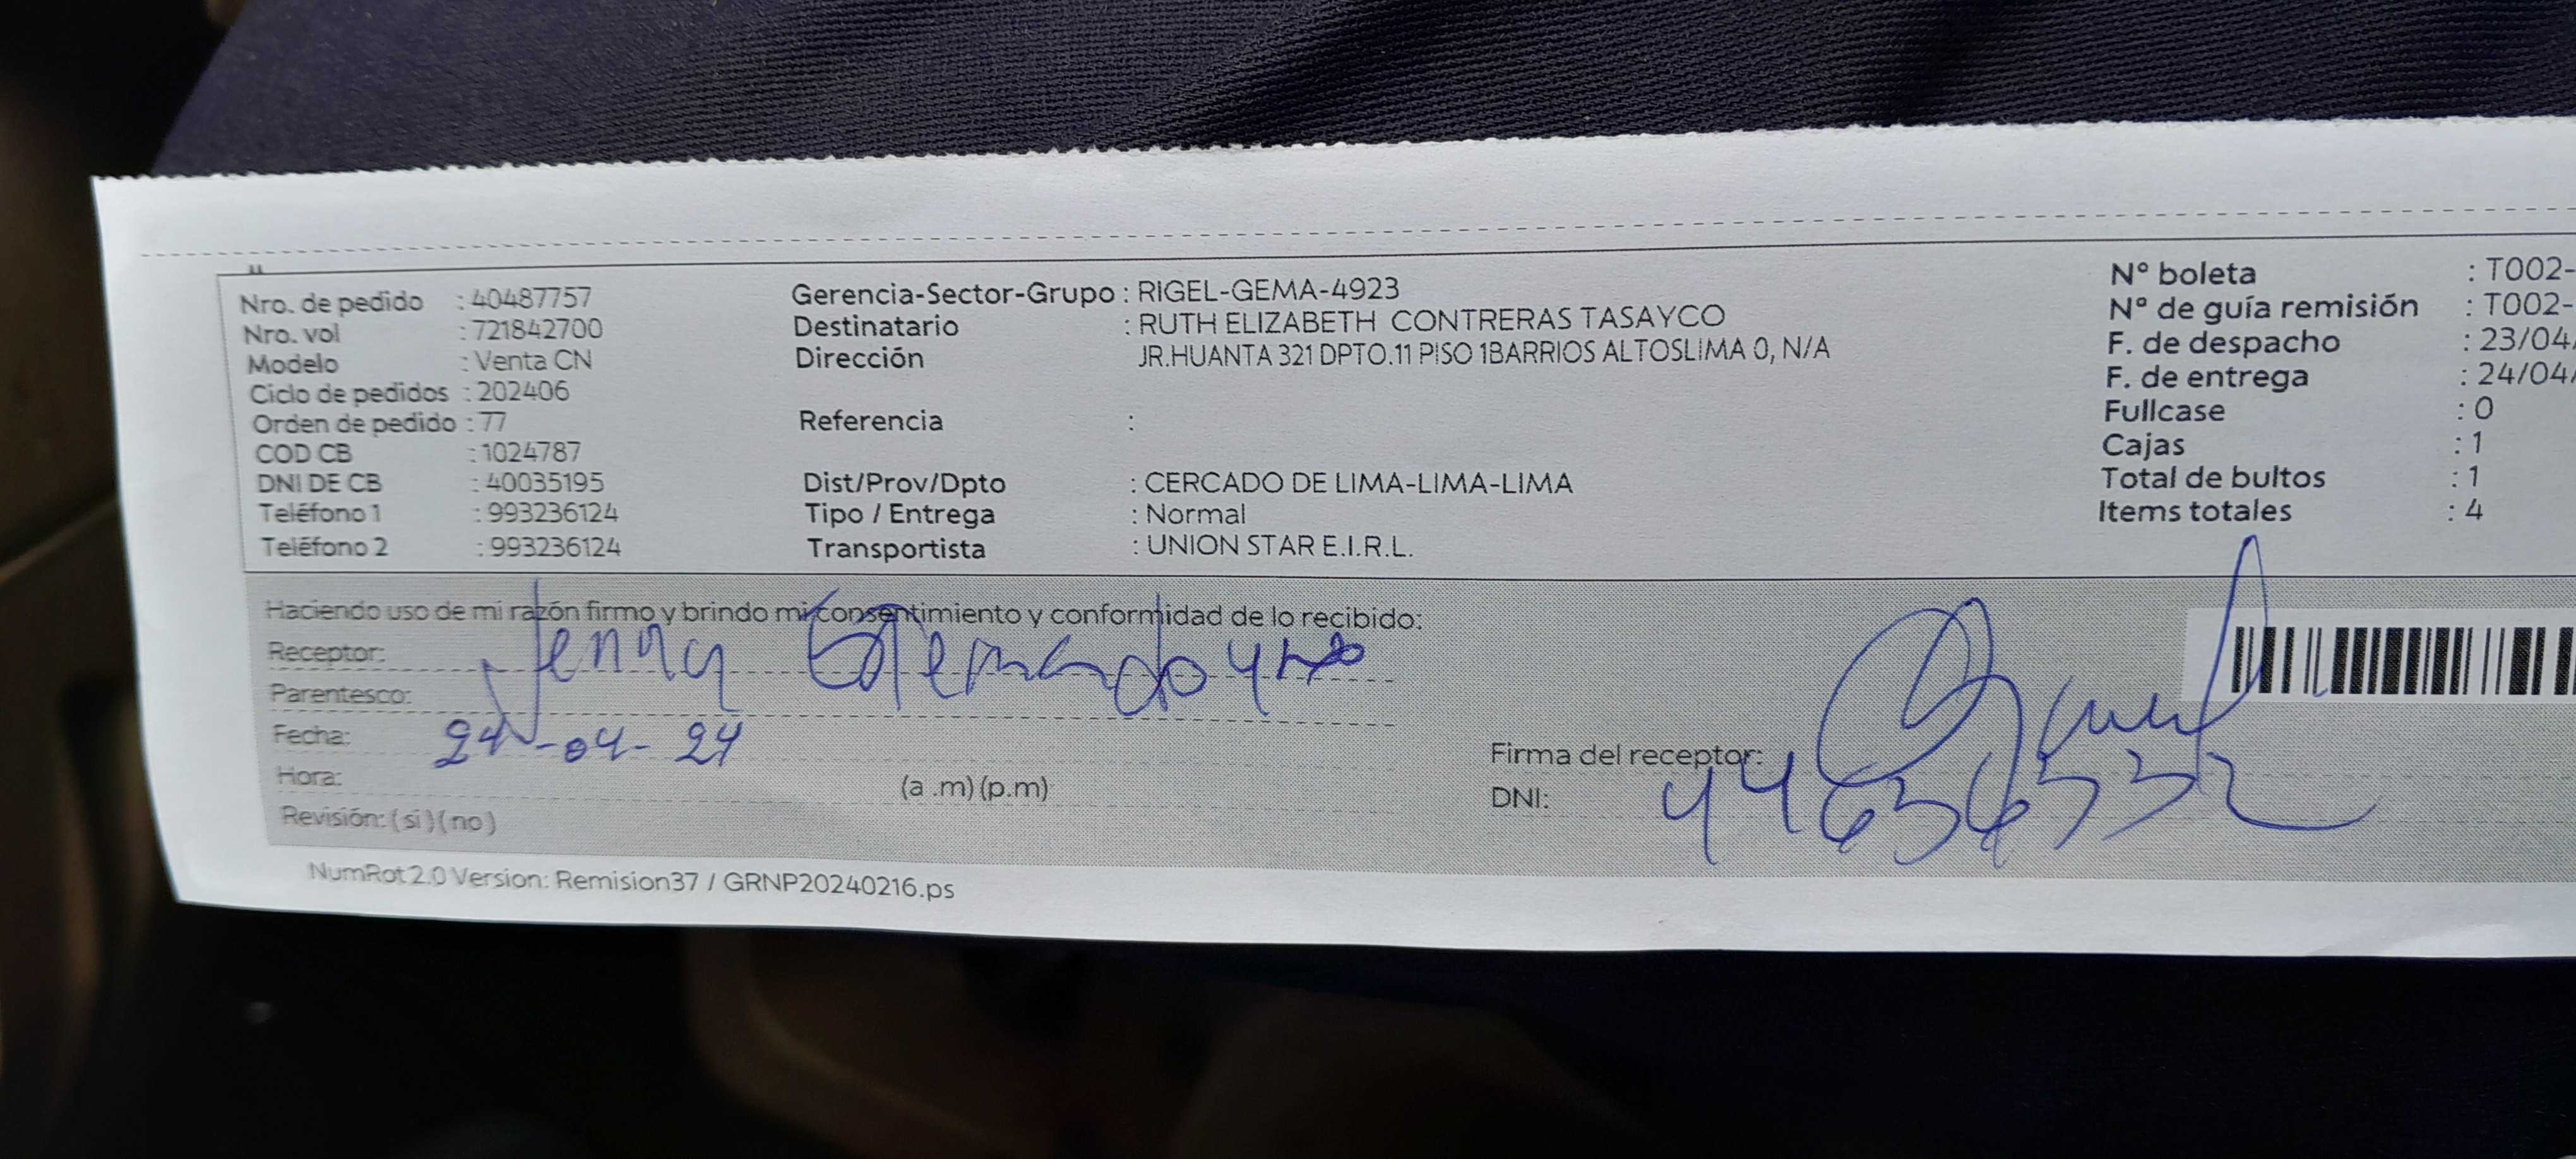 Nro. de pedido : 40487757
Nro. vol : 721842700
Modelo : Venta CN
Ciclo de pedidos : 202406
Orden de pedido : 77
COD CB : 1024787
DNI DE CB : 40035195
Teléfono 1 : 993236124
Teléfono 2 : 993236124
Gerencia-Sector-Grupo : RIGEL-GEMA-4923
Destinatario : RUTH ELIZABETH CONTRERAS TASAYCO
Dirección JR.HUANTA 321 DPTO.11 PISO 1BARRIOS ALTOSLIMA 0, N/A
Referencia :
Dist/Prov/Dpto : CERCADO DE LIMA-LIMA-LIMA
Tipo / Entrega : Normal
Transportista : UNION STAR E.I.R.L.
N° boleta : T002-
N° de guía remisión : T002-
F. de despacho : 23/04/
F. de entrega : 24/04/
Fullcase : 0
Cajas : 1
Total de bultos : 1
Items totales : 4
Haciendo uso de mi razón firmo y brindo mi consentimiento y conformidad de lo recibido:
Receptor: Jenny
Parentesco:
Fecha: 24-04-24
Hora: (a .m) (p.m)
Revisión: (si) (no)
Firma del receptor:
DNI:
NumRot2.0 Version: Remision37 / GRNP20240216.ps